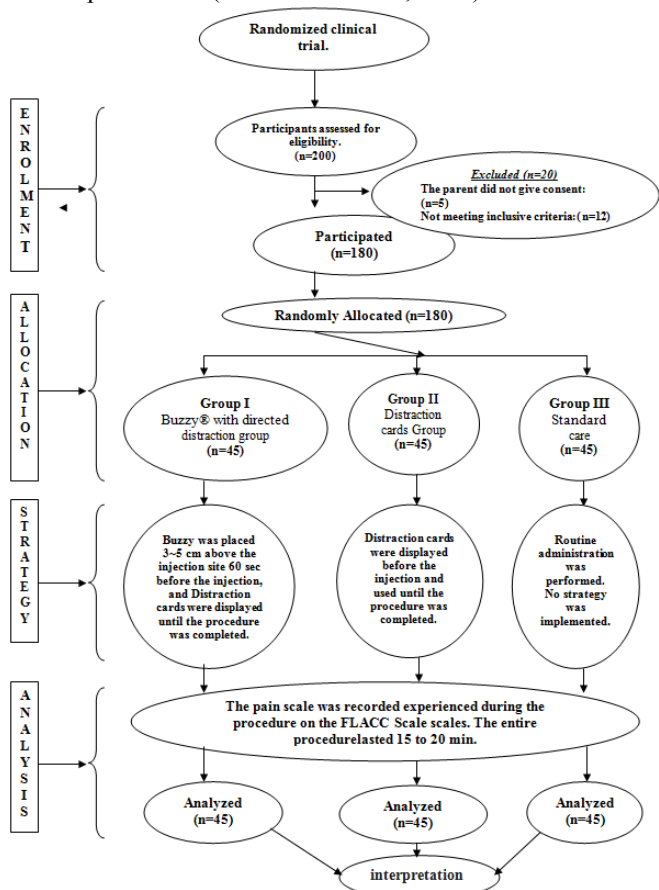 Randomized clinical
trial.
ENROLMENT
Participants assessed for
eligibility.
(n=200)
Excluded (n=20)
The parent did not give consent:
(n=5)
Not meeting inclusive criteria: (n=12)
Participated
(n=180)
ALLOCATION
Randomly Allocated (n=180)
Group I
Buzzy® with directed
distraction group
(n=45)
Group II
Distraction
cards Group
(n=45)
Group III
Standard
care
(n=45)
STRATEGY
Buzzy was placed
3~5 cm above the
injection site 60 sec
before the injection,
and Distraction
cards were displayed
until the procedure
was completed.
Distraction cards
were displayed
before the
injection and
used until the
procedure was
completed.
Routine
administration
was
performed.
No strategy
was
implemented.
ANALYSIS
The pain scale was recorded experienced during the
procedure on the FLACC Scale scales. The entire
procedurelasted 15 to 20 min.
Analyzed
(n=45)
Analyzed
(n=45)
Analyzed
(n=45)
interpretation